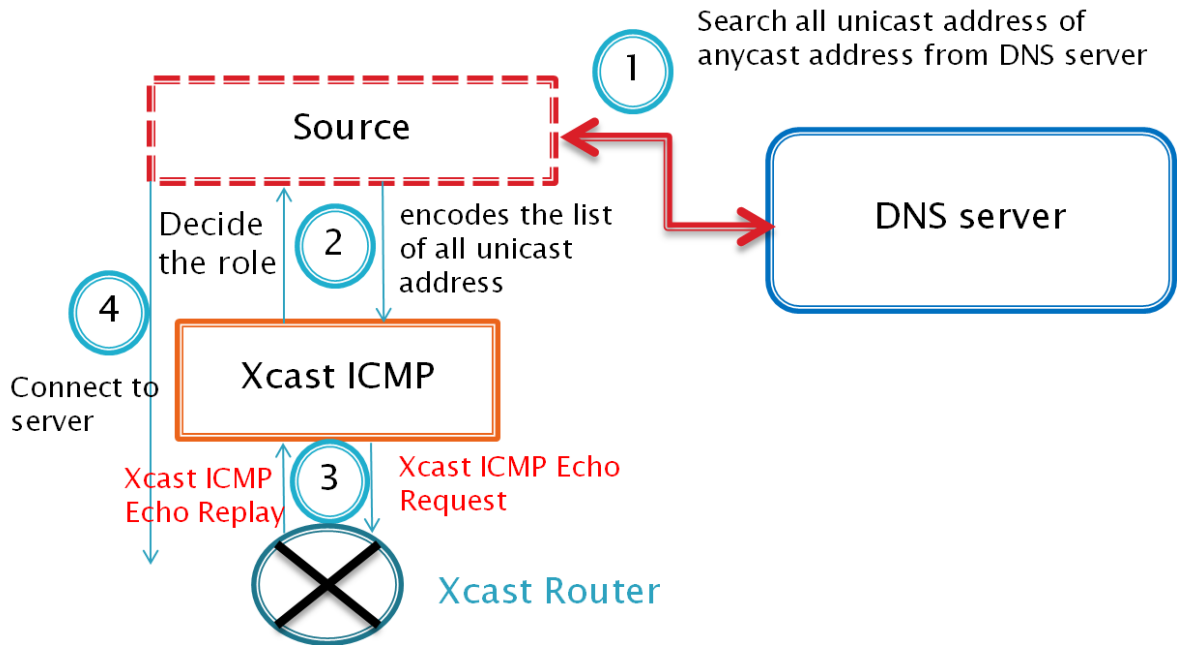 Search all unicast address of
anycast address from DNS server
1
Source
DNS server
Decide
the role
2
encodes the list
of all unicast
address
4
Connect to
server
Xcast ICMP
3
Xcast ICMP
Echo Replay
Xcast ICMP Echo
Request
Xcast Router